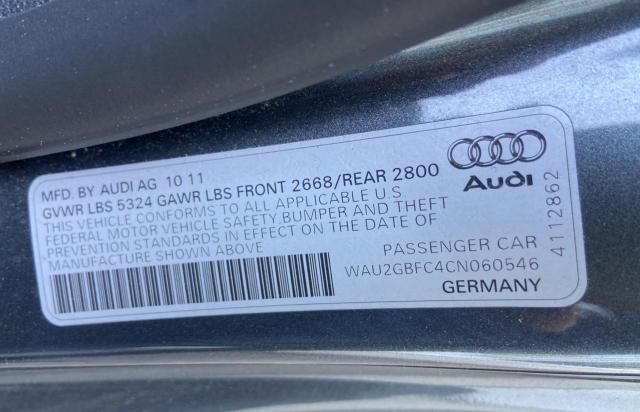 MFD. BY AUDI AG 10 11
GVWR LBS 5324 GAWR LBS FRONT 2668/REAR 2800
THIS VEHICLE CONFORMS TO ALL APPLICABLE U S
FEDERAL MOTOR VEHICLE SAFETY,BUMPER AND THEFT
PREVENTION STANDARDS IN EFFECT ON THE DATE OF
MANUFACTURE SHOWN ABOVE
Audi
PASSENGER CAR
WAU2GBFC4CN060546
GERMANY
4112862